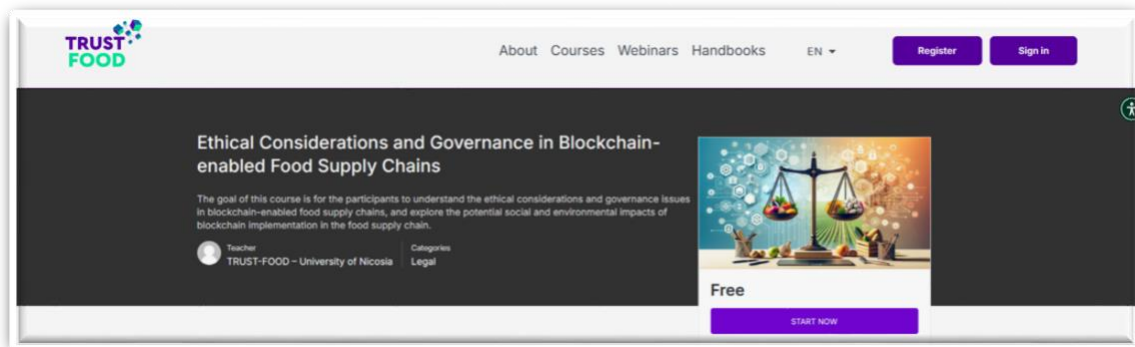 TRUST
FOOD
About Courses Webinars Handbooks EN Register Sign in
Ethical Considerations and Governance in Blockchain-
enabled Food Supply Chains
The goal of this course is for the participants to understand the ethical considerations and governance issues
in blockchain-enabled food supply chains, and explore the potential social and environmental impacts of
blockchain implementation in the food supply chain.
Teacher Categories
TRUST-FOOD – University of Nicosia Legal
Free
START NOW